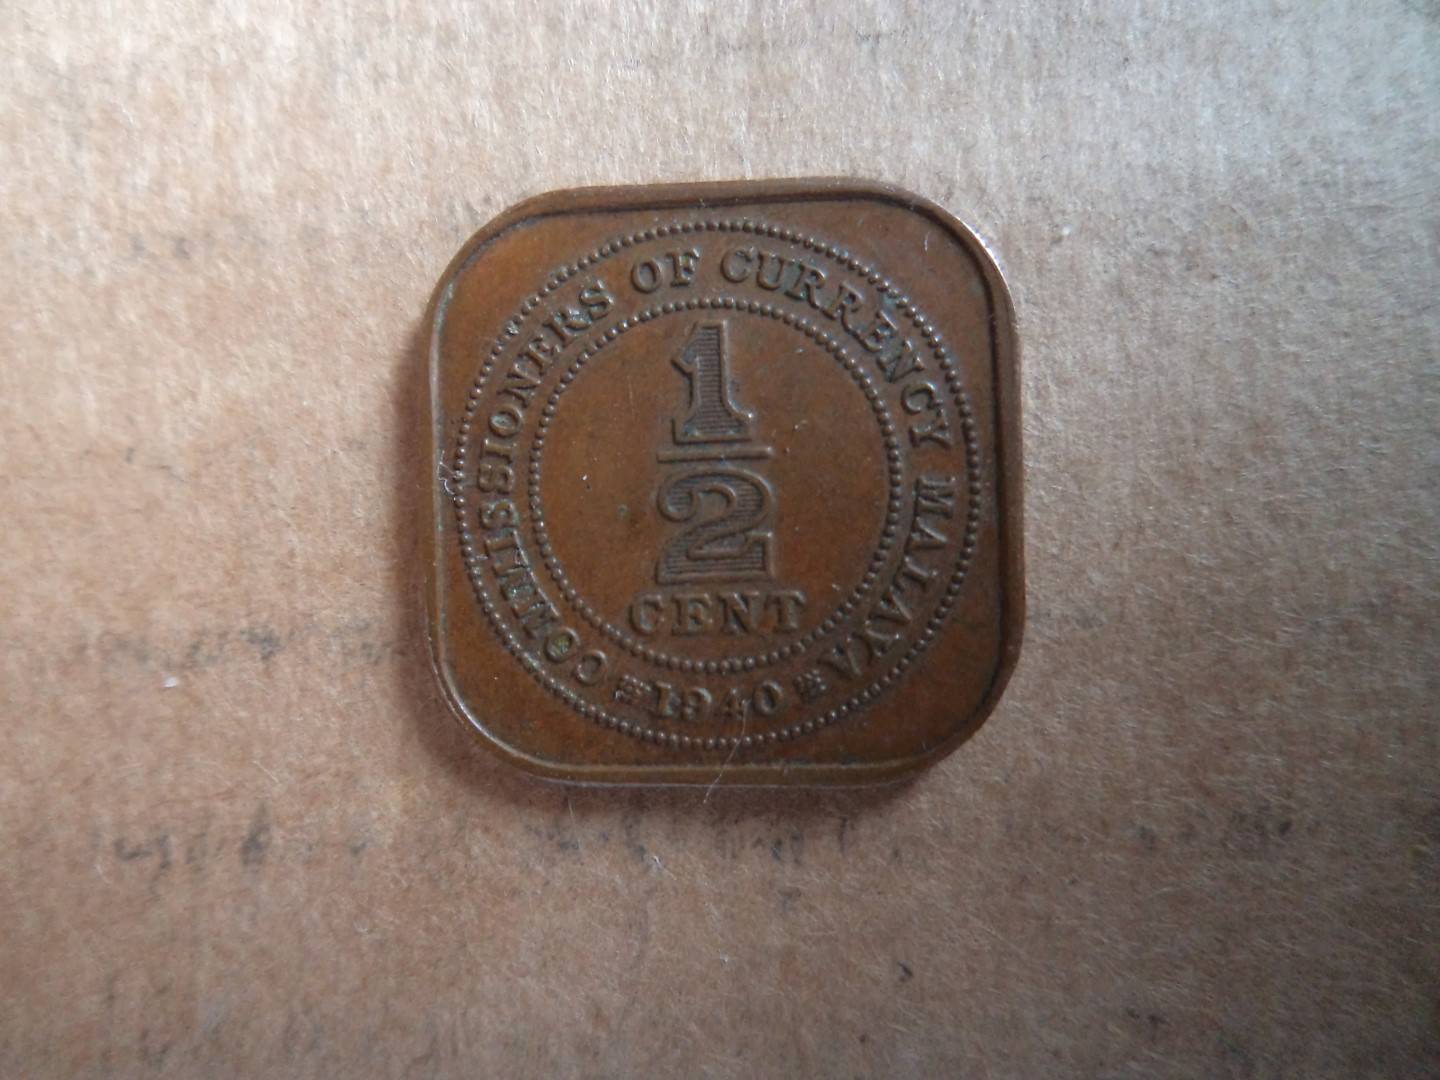 COMMISSIONERS OF CURRENCY MALAYA
1/2
CENT
1940